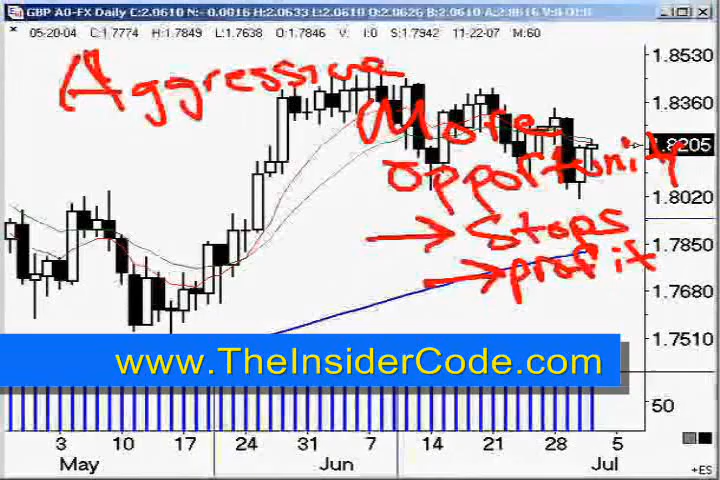 GBP A0-FX Daily C:2.0610 N:-0.0016 H:2.0633 L:2.0610 O:2.0626 B:2.0610
05-20-04 C:1.7774 H:1.7849 L:1.7638 O:1.7846 V: I:0 S:1.7942 11-22-07 M:60
Aggressive
More
opportunity
→ Stops
→ profit
1.8530
1.8360
1.8205
1.8020
1.7850
1.7680
1.7510
www.TheInsiderCode.com
50
3 10 17 24 31 7 14 21 28 5
May Jun Jul
+ES